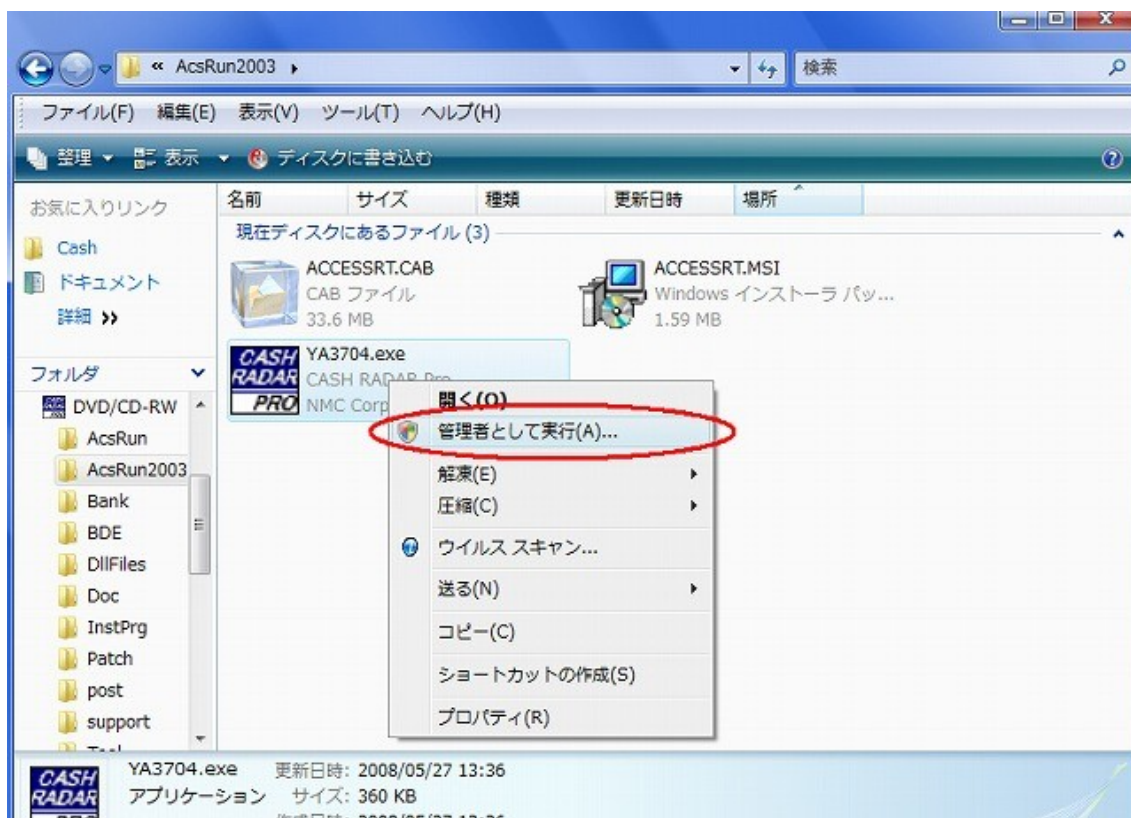 « AcsRun2003
検索
ファイル(F) 編集(E) 表示(V) ツール(T) ヘルプ(H)
整理 表示 ディスクに書き込む
お気に入りリンク
Cash
ドキュメント
詳細
フォルダ
DVD/CD-RW
AcsRun
AcsRun2003
Bank
BDE
DllFiles
Doc
InstPrg
Patch
post
support
名前 サイズ 種類 更新日時 場所
現在ディスクにあるファイル (3)
ACCESSRT.CAB
CAB ファイル
33.6 MB
ACCESSRT.MSI
Windows インストーラ パッ...
1.59 MB
CASH RADAR PRO
YA3704.exe
CASH RADAR Pro
NMC Corp
開く(O)
管理者として実行(A)...
解凍(E)
圧縮(C)
ウイルス スキャン...
送る(N)
コピー(C)
ショートカットの作成(S)
プロパティ(R)
CASH RADAR
YA3704.exe 更新日時: 2008/05/27 13:36
アプリケーション サイズ: 360 KB